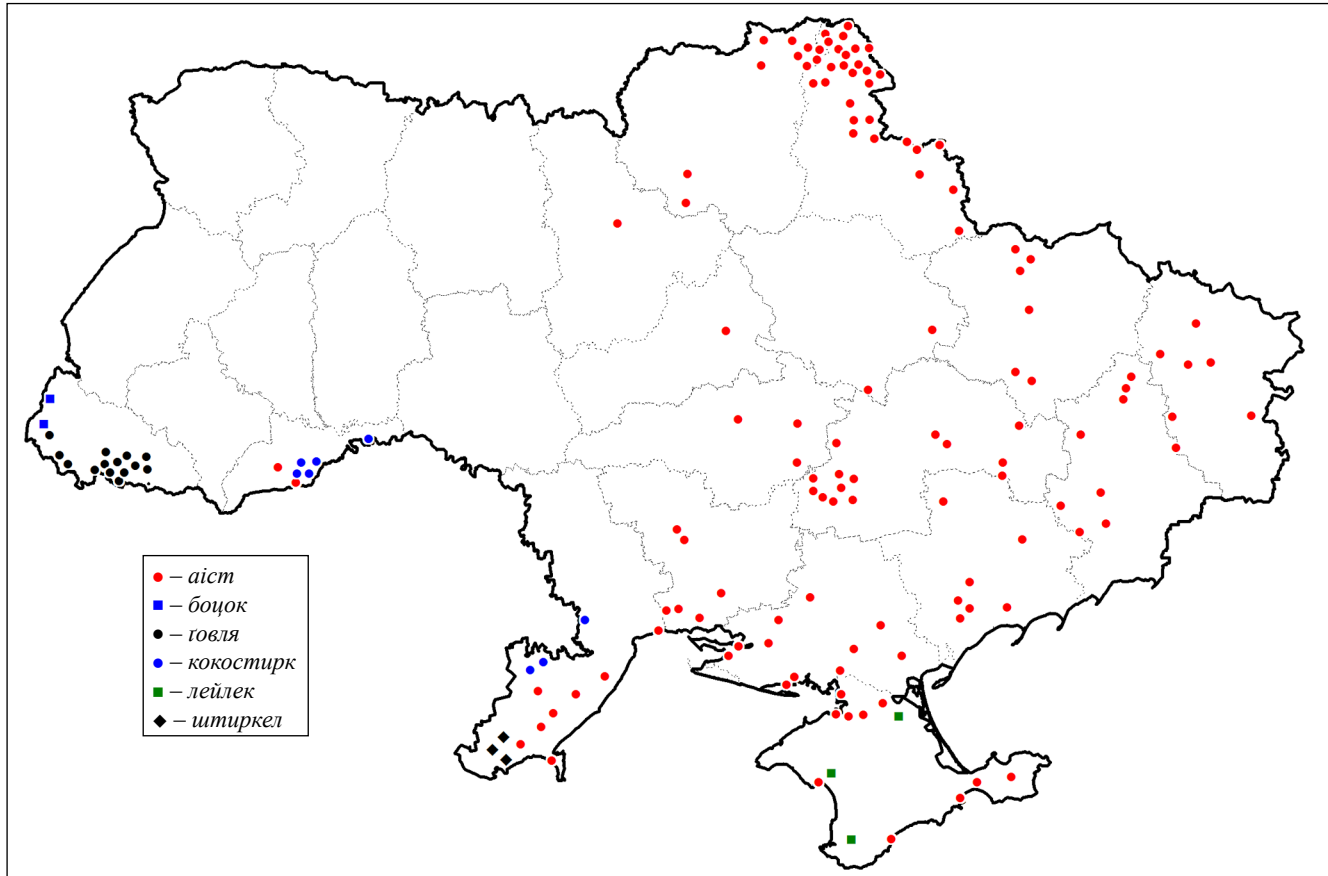 – аіст
– боцок
– ґовля
– кокостирк
– лейлек
– штиркел